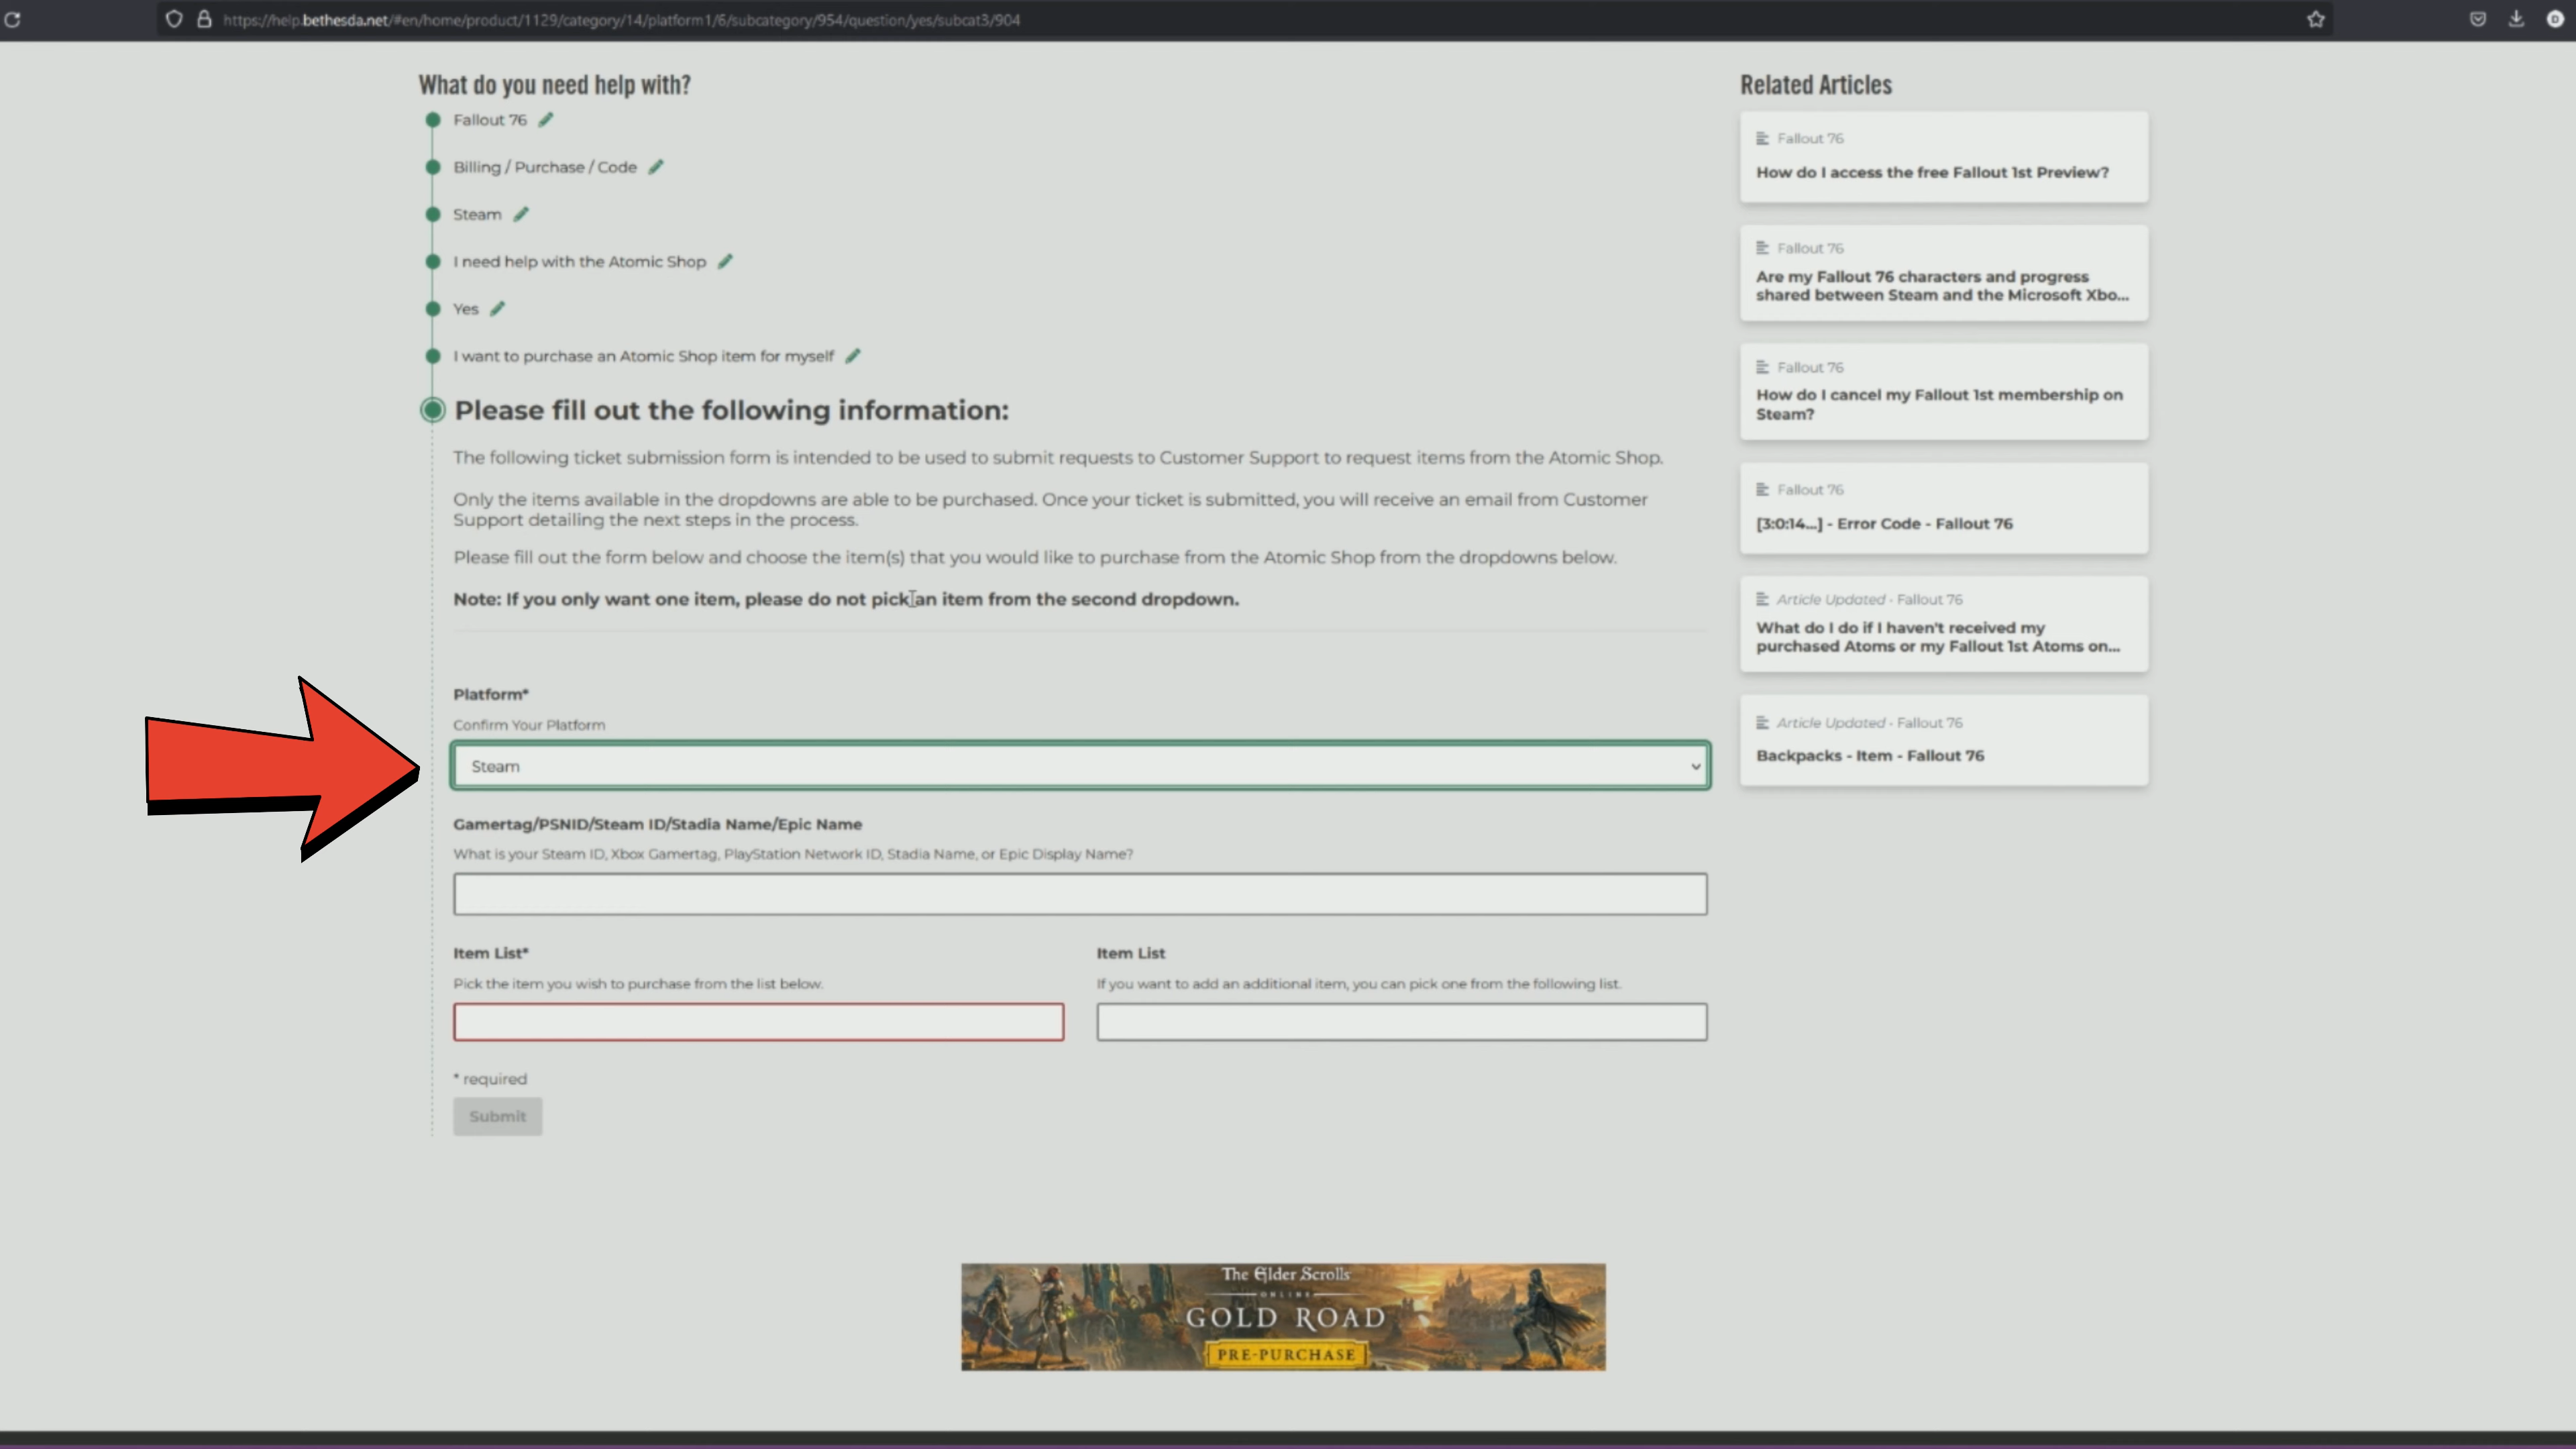 https://help.bethesda.net/#en/home/product/1129/category/14/platform1/6/subcategory/954/question/yes/subcat3/904
D
What do you need help with?
Fallout 76
Billing / Purchase / Code
Steam
I need help with the Atomic Shop
Yes
I want to purchase an Atomic Shop item for myself
Please fill out the following information:
The following ticket submission form is intended to be used to submit requests to Customer Support to request items from the Atomic Shop.
Only the items available in the dropdowns are able to be purchased. Once your ticket is submitted, you will receive an email from Customer
Support detailing the next steps in the process.
Please fill out the form below and choose the item(s) that you would like to purchase from the Atomic Shop from the dropdowns below.
Note: If you only want one item, please do not pick an item from the second dropdown.
Platform*
Confirm Your Platform
Steam
Gamertag/PSNID/Steam ID/Stadia Name/Epic Name
What is your Steam ID, Xbox Gamertag, PlayStation Network ID, Stadia Name, or Epic Display Name?
Item List*
Pick the item you wish to purchase from the list below.
Item List
If you want to add an additional item, you can pick one from the following list.
* required
Submit
Related Articles
Fallout 76
How do I access the free Fallout 1st Preview?
Fallout 76
Are my Fallout 76 characters and progress
shared between Steam and the Microsoft Xbo...
Fallout 76
How do I cancel my Fallout 1st membership on
Steam?
Fallout 76
[3:0:14...] - Error Code - Fallout 76
Article Updated - Fallout 76
What do I do if I haven't received my
purchased Atoms or my Fallout 1st Atoms on...
Article Updated - Fallout 76
Backpacks - Item - Fallout 76
The Elder Scrolls
ONLINE
GOLD ROAD
PRE-PURCHASE